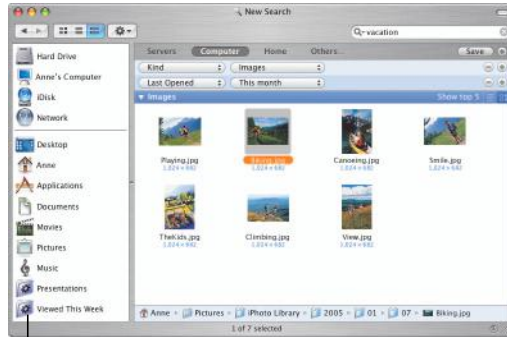 New Search
vacation
Servers Computer Home Others... Save
Kind Images
Last Opened This month
Images Show top 5
Hard Drive
Anne's Computer
iDisk
Network
Desktop
Anne
Applications
Documents
Movies
Pictures
Music
Presentations
Viewed This Week
Playing.jpg Biking.jpg Canoeing.jpg Smile.jpg
1,024 × 682 1,024 × 682 1,024 × 682 1,024 × 682
TheKids.jpg Climbing.jpg View.jpg
1,024 × 682 1,024 × 682 1,024 × 682
Anne Pictures iPhoto Library 2005 01 07 Biking.jpg
1 of 7 selected